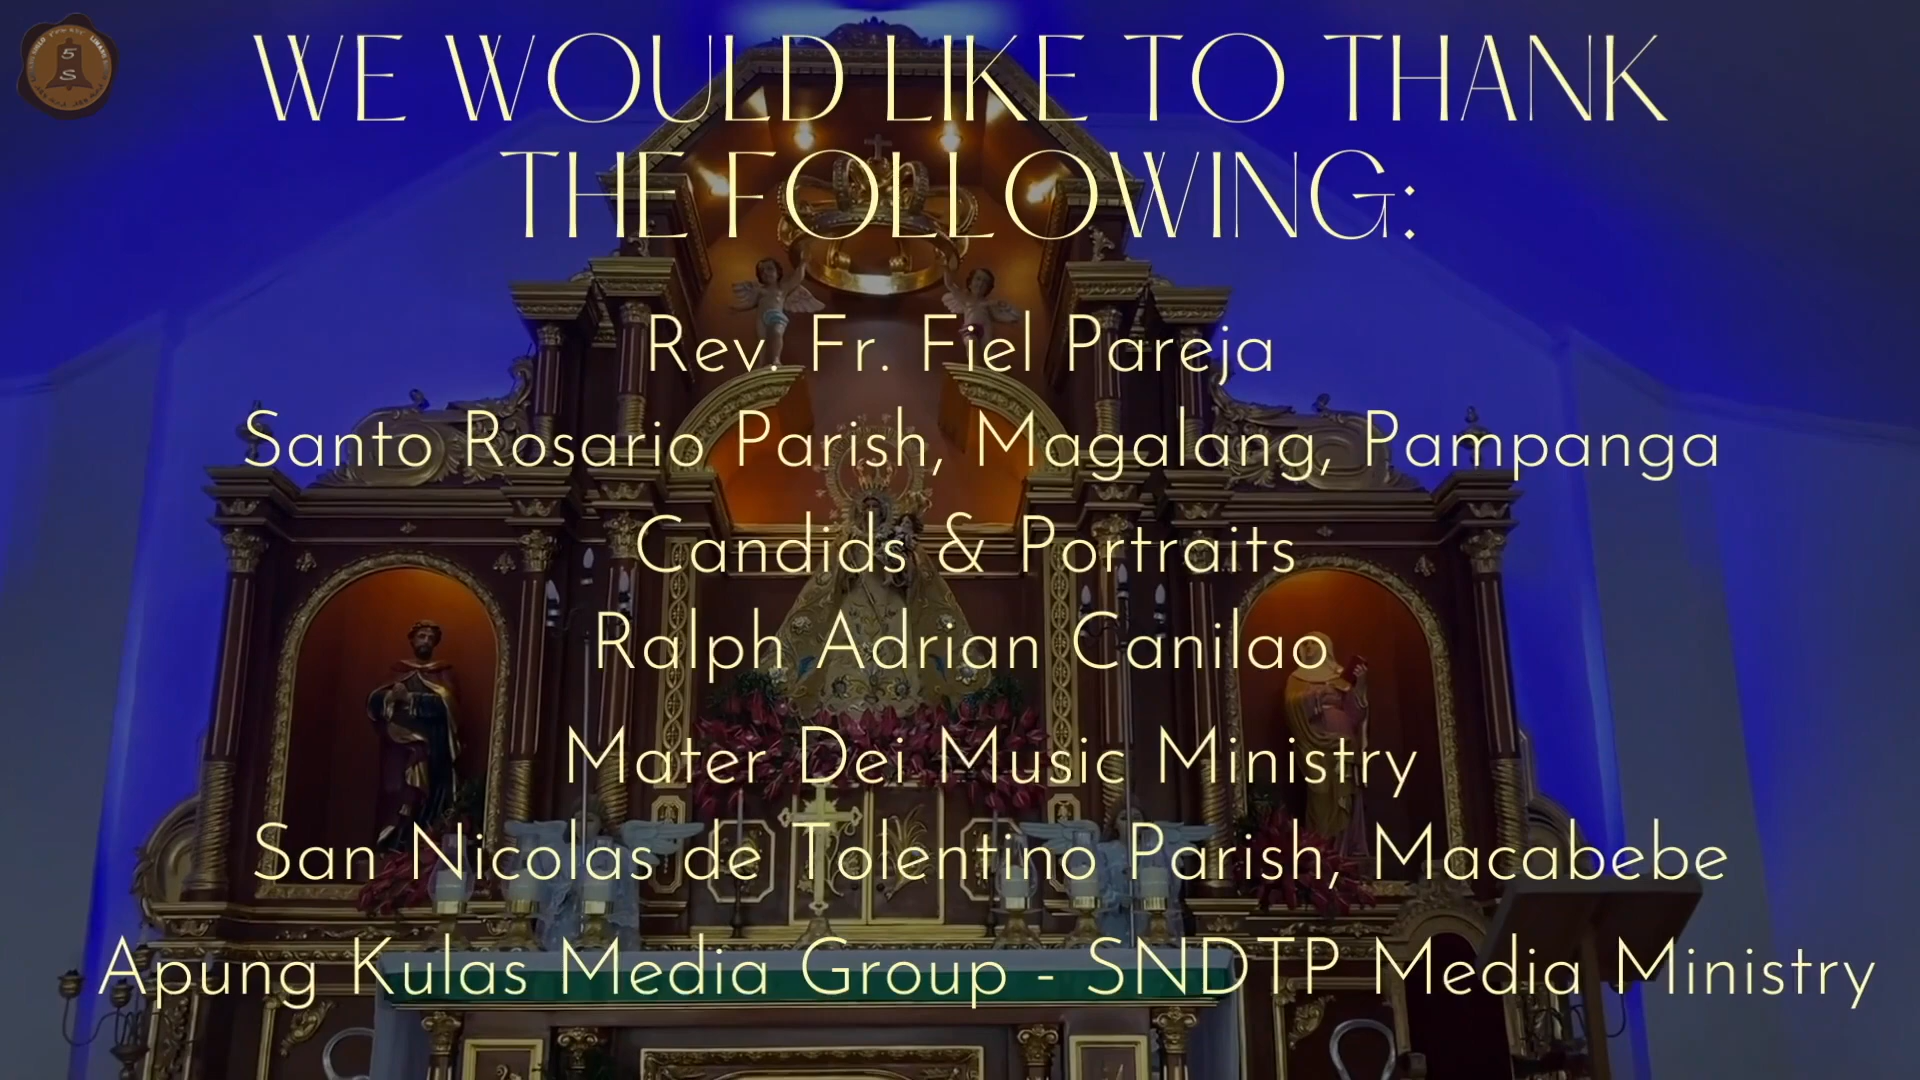 5
S
WE WOULD LIKE TO THANK
THE FOLLOWING:
Rev. Fr. Fiel Pareja
Santo Rosario Parish, Magalang, Pampanga
Candids & Portraits
Ralph Adrian Canilao
Mater Dei Music Ministry
San Nicolas de Tolentino Parish, Macabebe
Apung Kulas Media Group - SNDTP Media Ministry